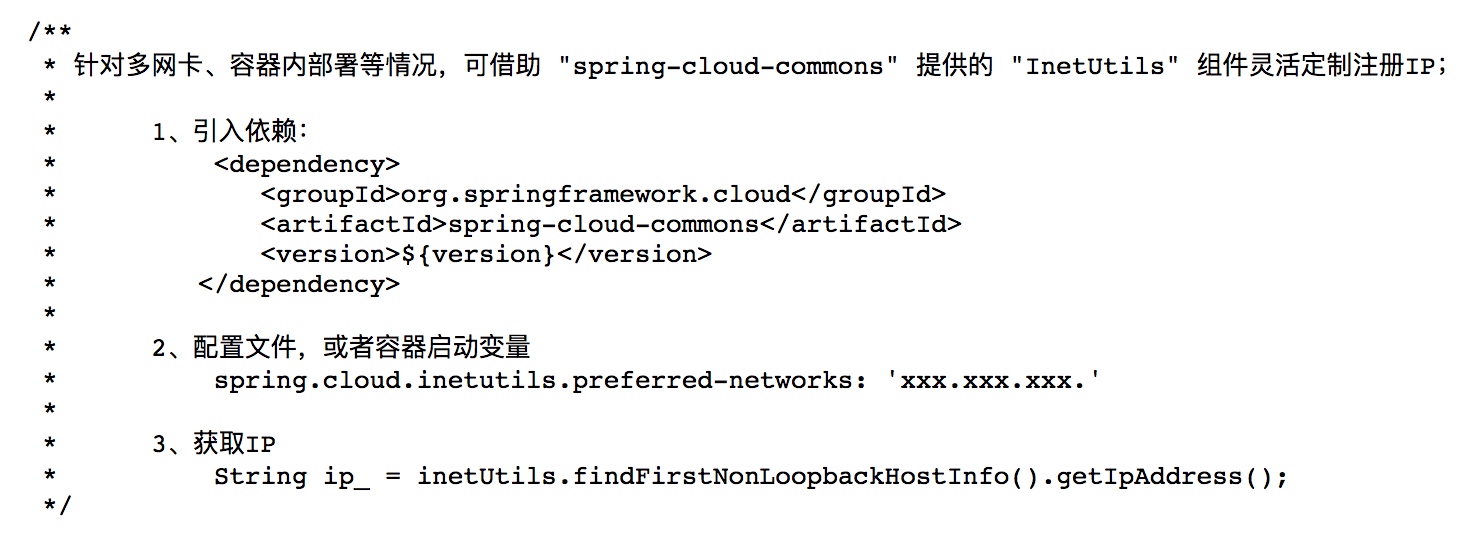 /**
 * 针对多网卡、容器内部署等情况，可借助 "spring-cloud-commons" 提供的 "InetUtils" 组件灵活定制注册IP；
 *
 *      1、引入依赖：
 *          <dependency>
 *             <groupId>org.springframework.cloud</groupId>
 *             <artifactId>spring-cloud-commons</artifactId>
 *             <version>${version}</version>
 *         </dependency>
 *
 *      2、配置文件，或者容器启动变量
 *          spring.cloud.inetutils.preferred-networks: 'xxx.xxx.xxx.'
 *
 *      3、获取IP
 *          String ip_ = inetUtils.findFirstNonLoopbackHostInfo().getIpAddress();
 */